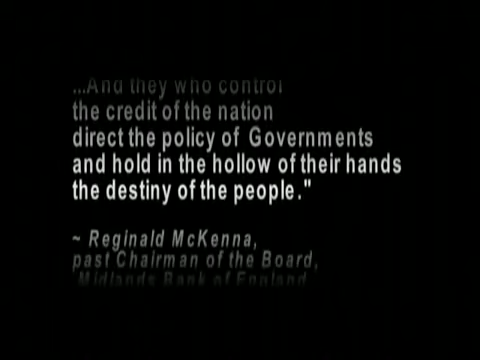 ...And they who control
the credit of the nation
direct the policy of Governments
and hold in the hollow of their hands
the destiny of the people."
~ Reginald McKenna,
past Chairman of the Board,
Midlands Bank of England